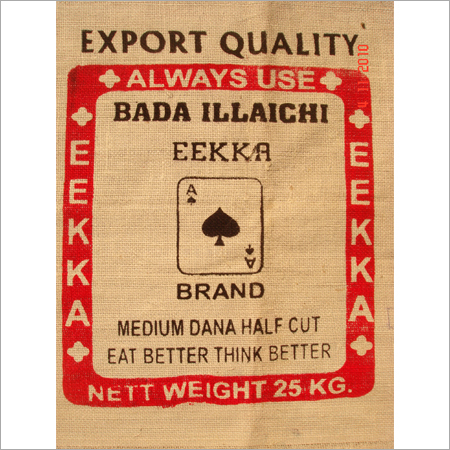 EXPORT QUALITY
ALWAYS USE
BADA ILLAICHI
EEKKA
A
A
BRAND
MEDIUM DANA HALF CUT
EAT BETTER THINK BETTER
NETT WEIGHT 25 KG.
EEKKA
EEKKA